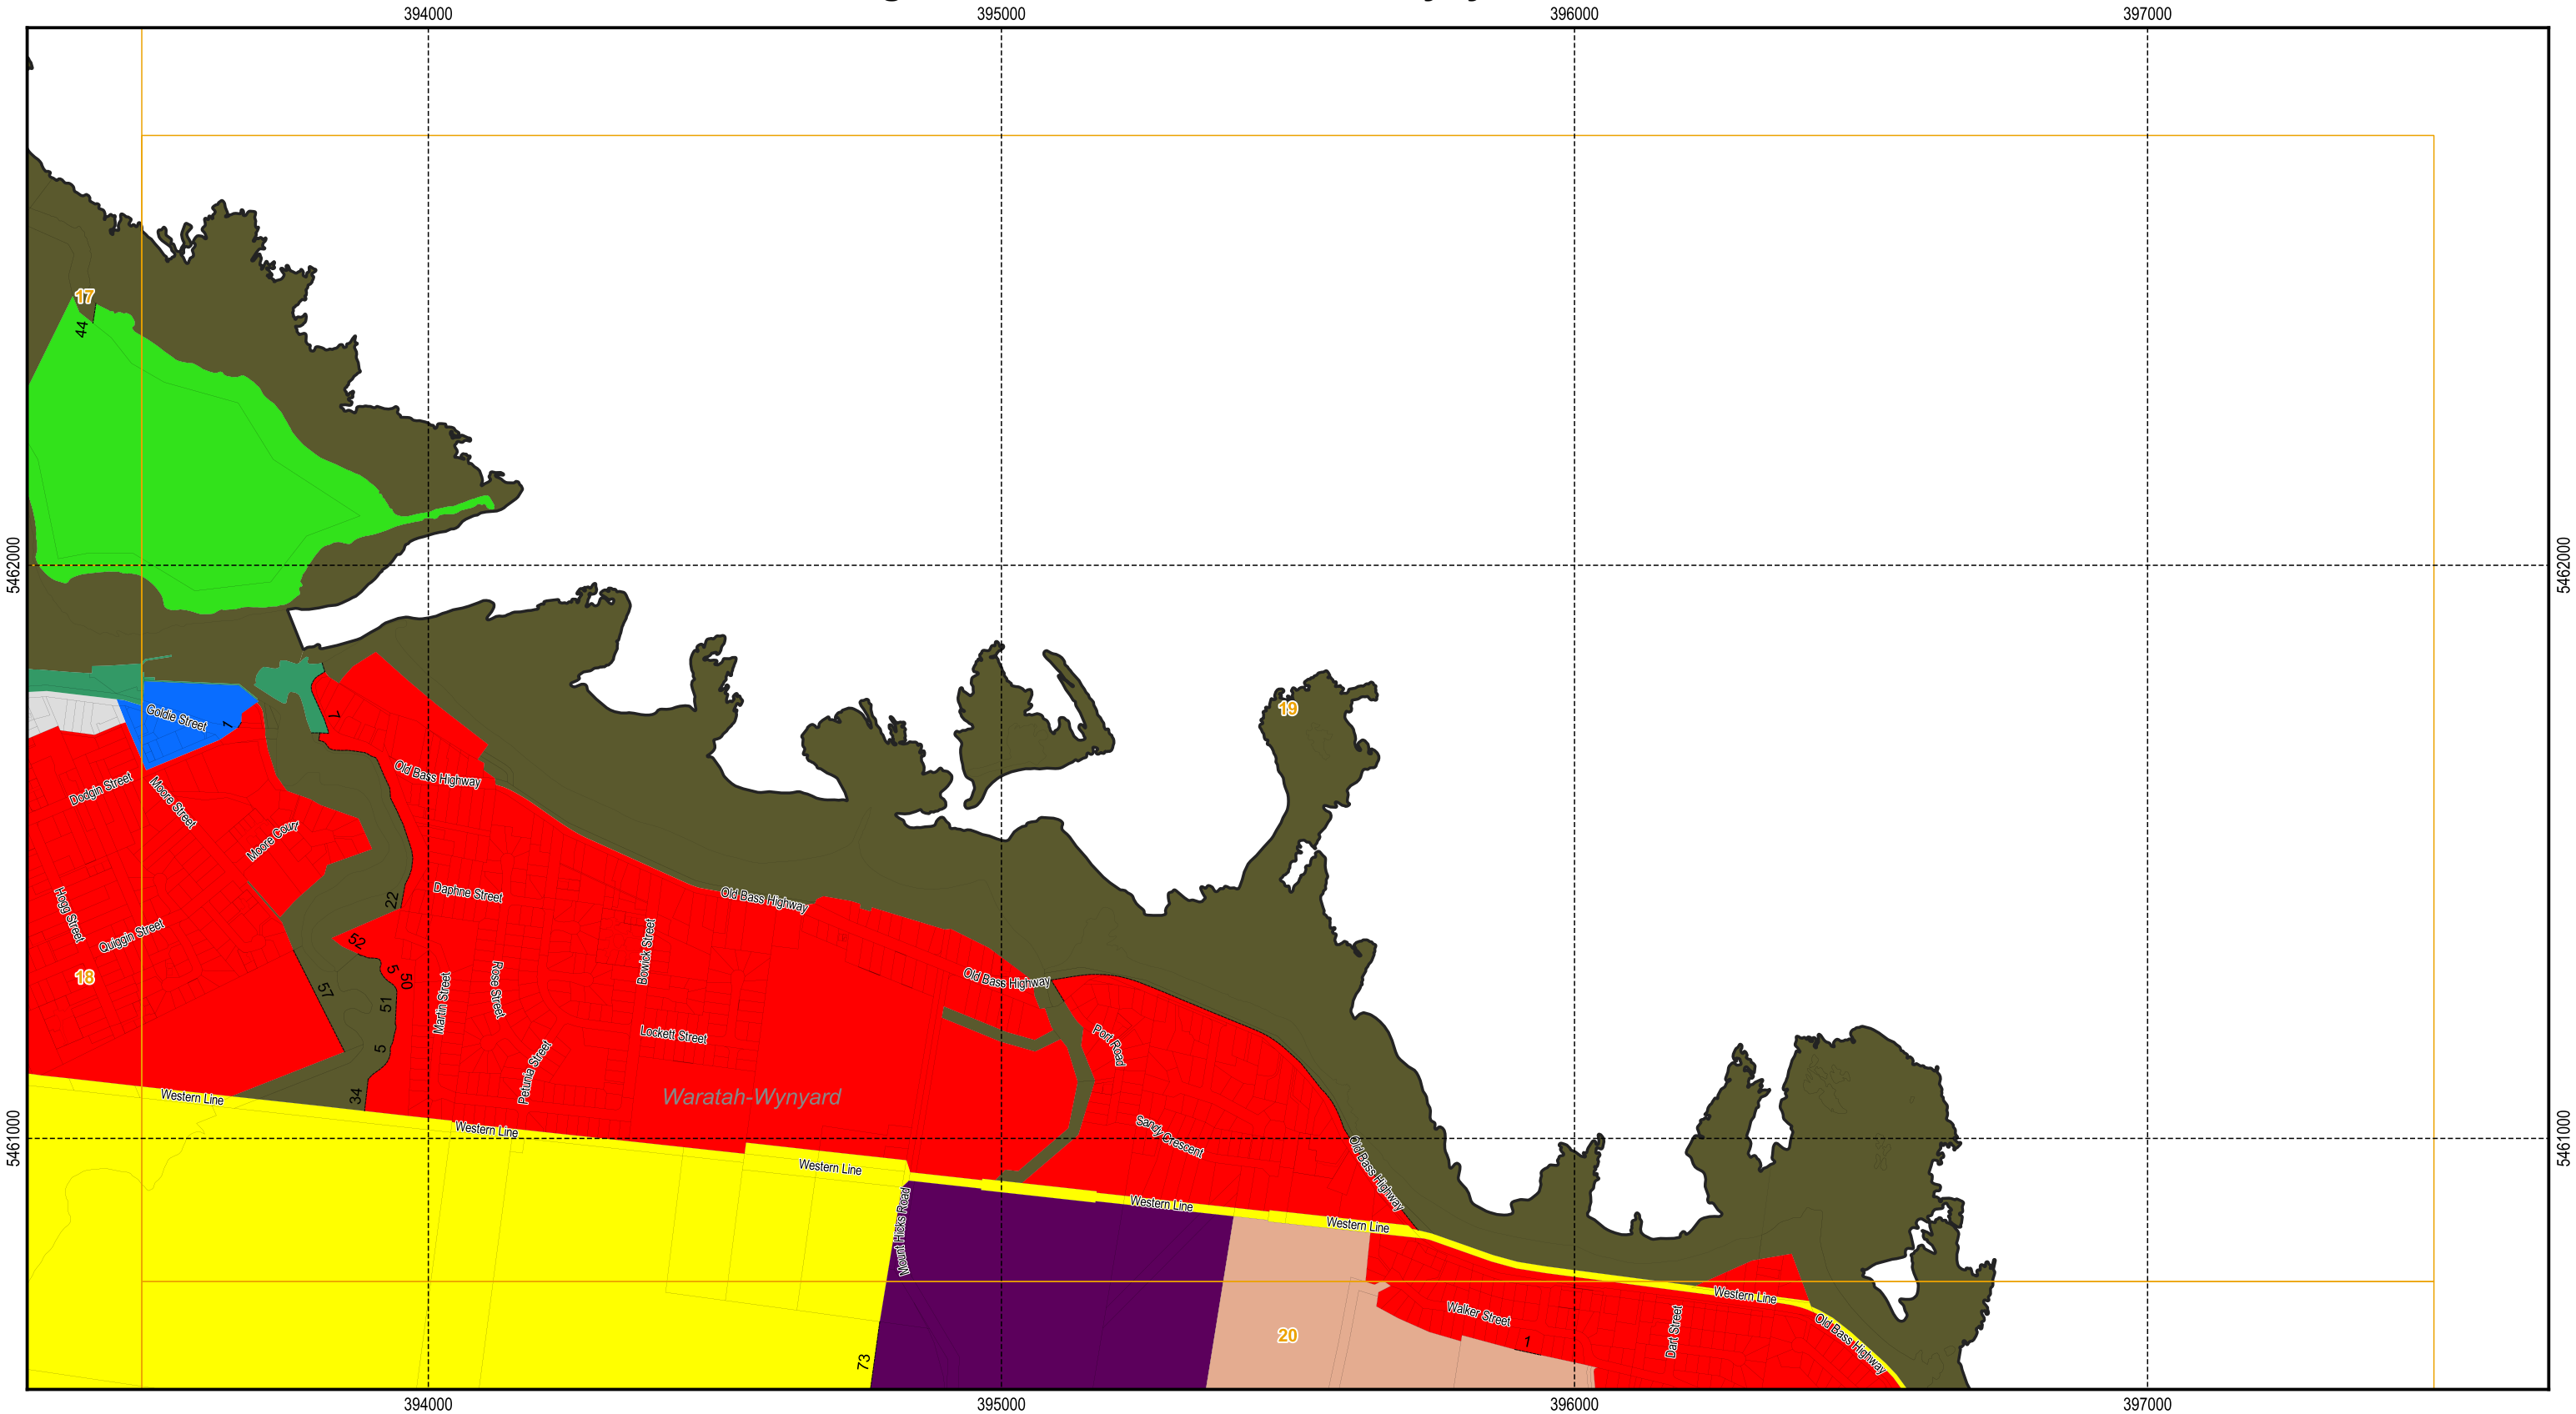 394000
395000
396000
397000
17
44
5462000
5462000
19
Goldie Street
1
7
Old Bass Highway
Dodgin Street
Moore Street
Moore Court
Daphne Street
22
Old Bass Highway
Hogg Street
Quiggin Street
52
Bowick Street
18
5
50
57
51
Martin Street
Rose Street
Old Bass Highway
Lockett Street
Port Road
5
Petunia Street
34
Western Line
Waratah-Wynyard
5461000
5461000
Western Line
Sandy Crescent
Old Bass Highway
Western Line
Western Line
Western Line
Mount Hicks Road
Western Line
Walker Street
Dart Street
Old Bass Highway
20
1
73
394000
395000
396000
397000